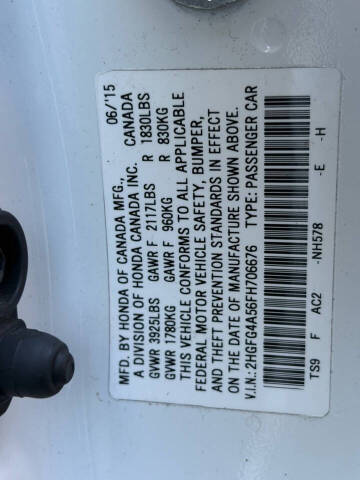 MFD. BY HONDA OF CANADA MFG., 06/'15
A DIVISION OF HONDA CANADA INC. CANADA
GVWR 3925LBS GAWR F 2117LBS R 1830LBS
GVWR 1780KG GAWR F 960KG R 830KG
THIS VEHICLE CONFORMS TO ALL APPLICABLE
FEDERAL MOTOR VEHICLE SAFETY, BUMPER,
AND THEFT PREVENTION STANDARDS IN EFFECT
ON THE DATE OF MANUFACTURE SHOWN ABOVE.
V.I.N.: 2HGFG4A56FH706676 TYPE: PASSENGER CAR
TS9 F AC2 -NH578 -E -H